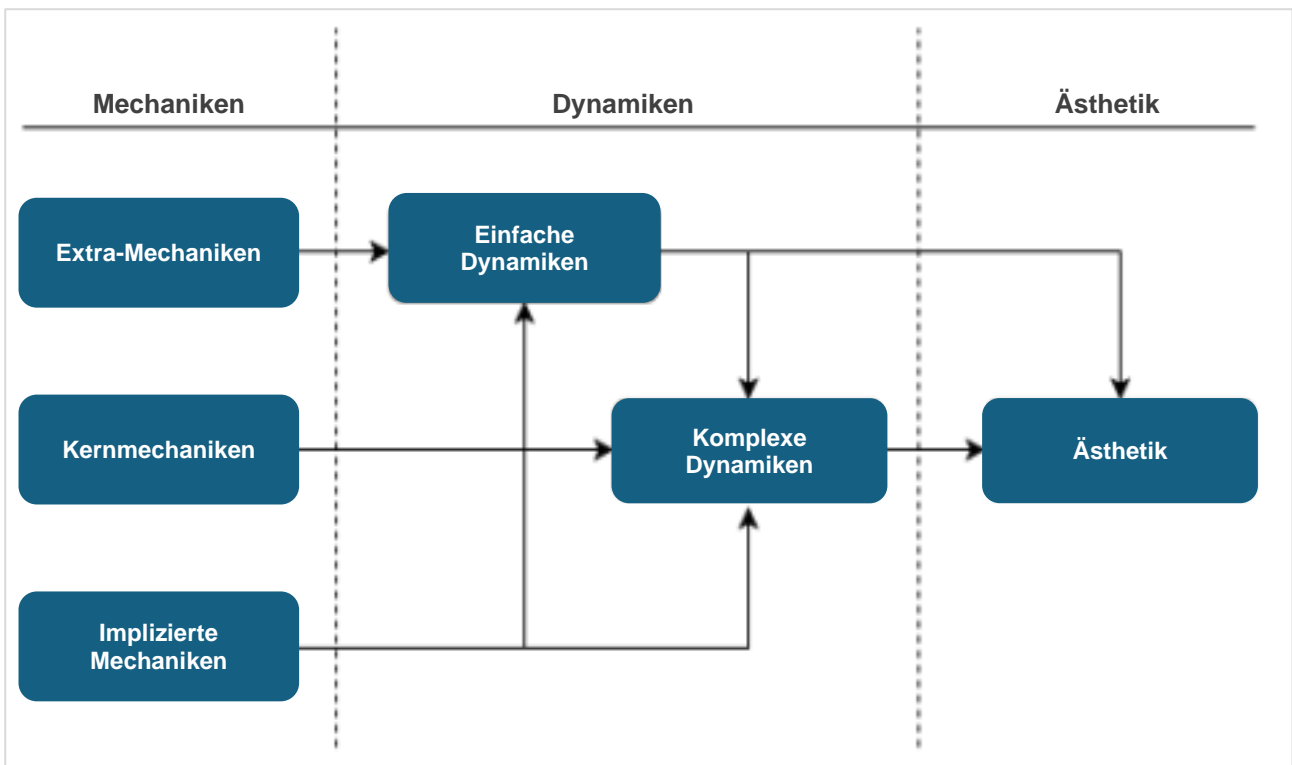 Mechaniken
Dynamiken
Ästhetik
Extra-Mechaniken
Einfache
Dynamiken
Kernmechaniken
Komplexe
Dynamiken
Ästhetik
Implizierte
Mechaniken